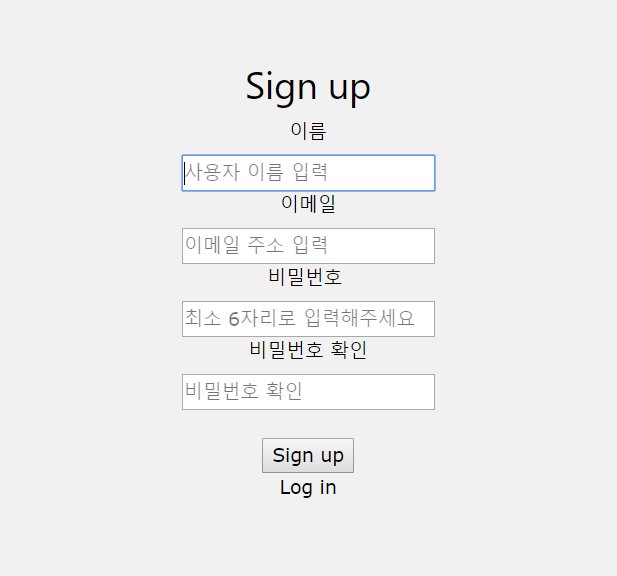 Sign up
이름
사용자 이름 입력
이메일
이메일 주소 입력
비밀번호
최소 6자리로 입력해주세요
비밀번호 확인
비밀번호 확인
Sign up
Log in